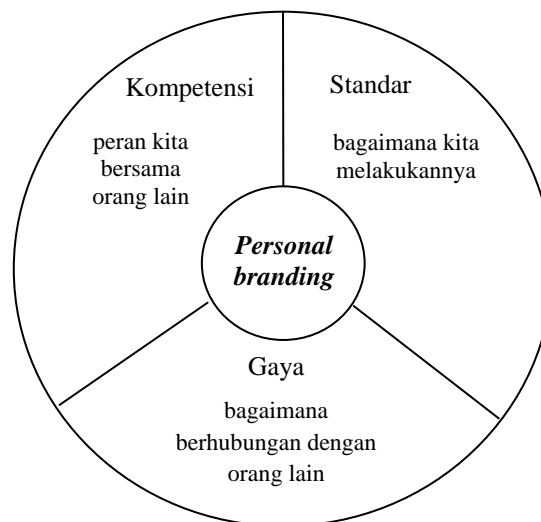 Kompetensi
peran kita
bersama
orang lain
Standar
bagaimana kita
melakukannya
Personal
branding
Gaya
bagaimana
berhubungan dengan
orang lain